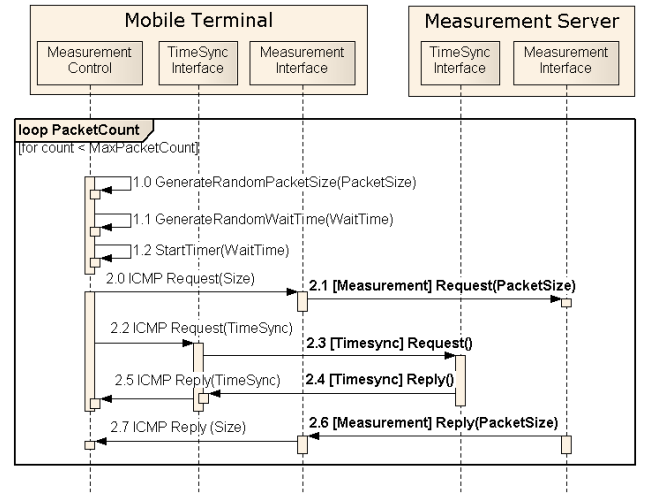 Mobile Terminal
Measurement Server
Measurement
Control
TimeSync
Interface
Measurement
Interface
TimeSync
Interface
Measurement
Interface
loop PacketCount
[for count < MaxPacketCount]
1.0 GenerateRandomPacketSize(PacketSize)
1.1 GenerateRandomWaitTime(WaitTime)
1.2 StartTimer(WaitTime)
2.0 ICMP Request(Size)
2.1 [Measurement] Request(PacketSize)
2.2 ICMP Request(TimeSync)
2.3 [Timesync] Request()
2.5 ICMP Reply(TimeSync)
2.4 [Timesync] Reply()
2.6 [Measurement] Reply(PacketSize)
2.7 ICMP Reply (Size)